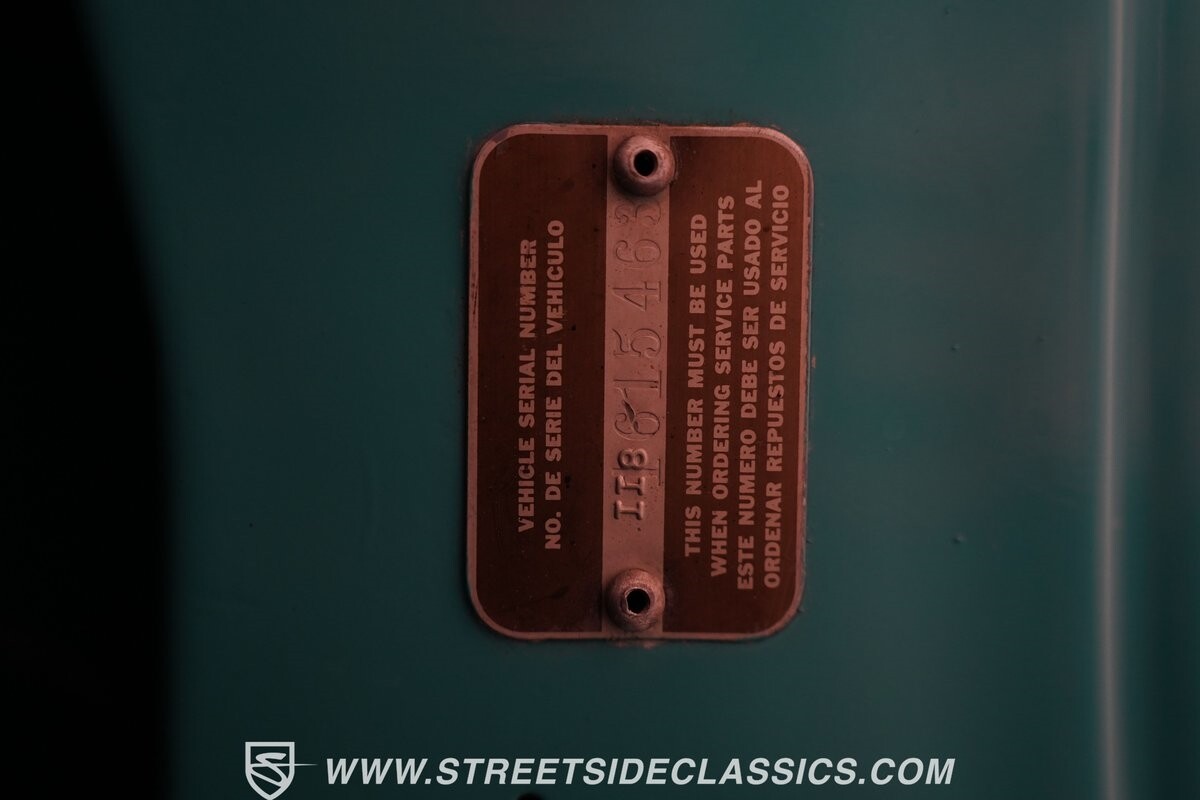 VEHICLE SERIAL NUMBER
NO. DE SERIE DEL VEHICULO
IIB615463
THIS NUMBER MUST BE USED
WHEN ORDERING SERVICE PARTS
ESTE NUMERO DEBE SER USADO AL
ORDENAR REPUESTOS DE SERVICIO
WWW.STREETSIDECLASSICS.COM